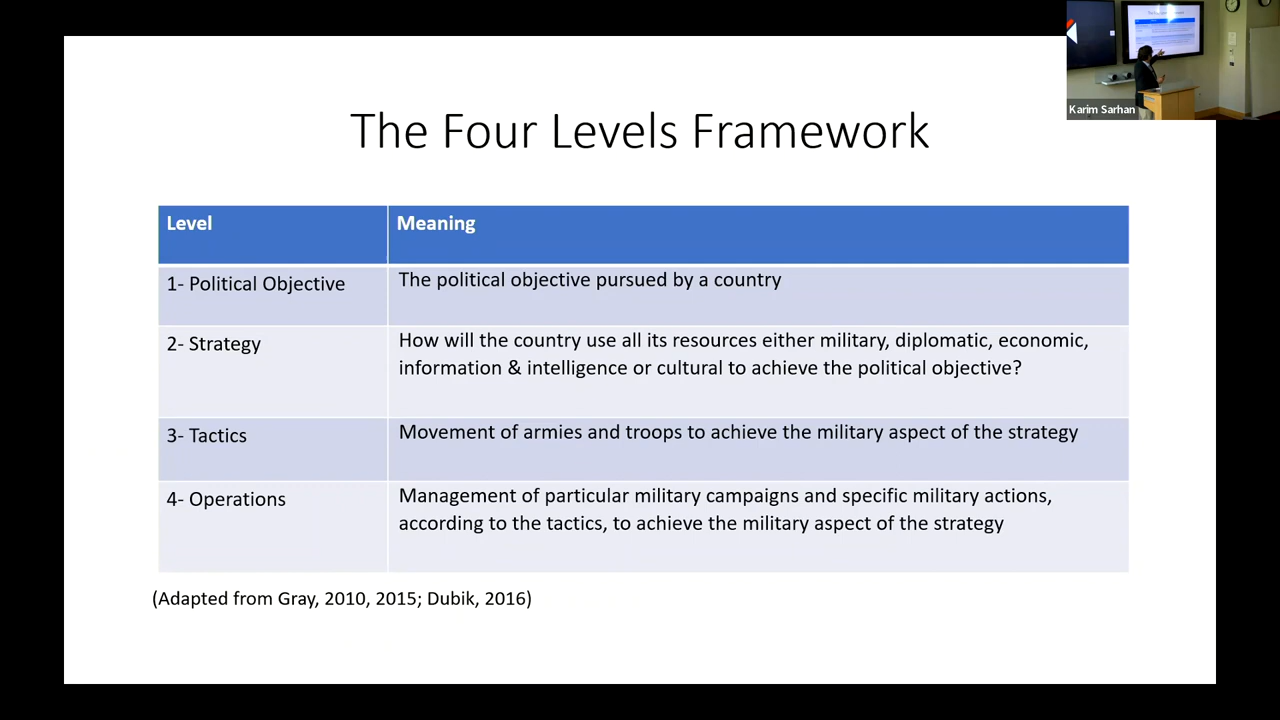 The Four Levels Framework
Karim Sarhan
Level
Meaning
1- Political Objective
The political objective pursued by a country
2- Strategy
How will the country use all its resources either military, diplomatic, economic,
information & intelligence or cultural to achieve the political objective?
3- Tactics
Movement of armies and troops to achieve the military aspect of the strategy
4- Operations
Management of particular military campaigns and specific military actions,
according to the tactics, to achieve the military aspect of the strategy
(Adapted from Gray, 2010, 2015; Dubik, 2016)